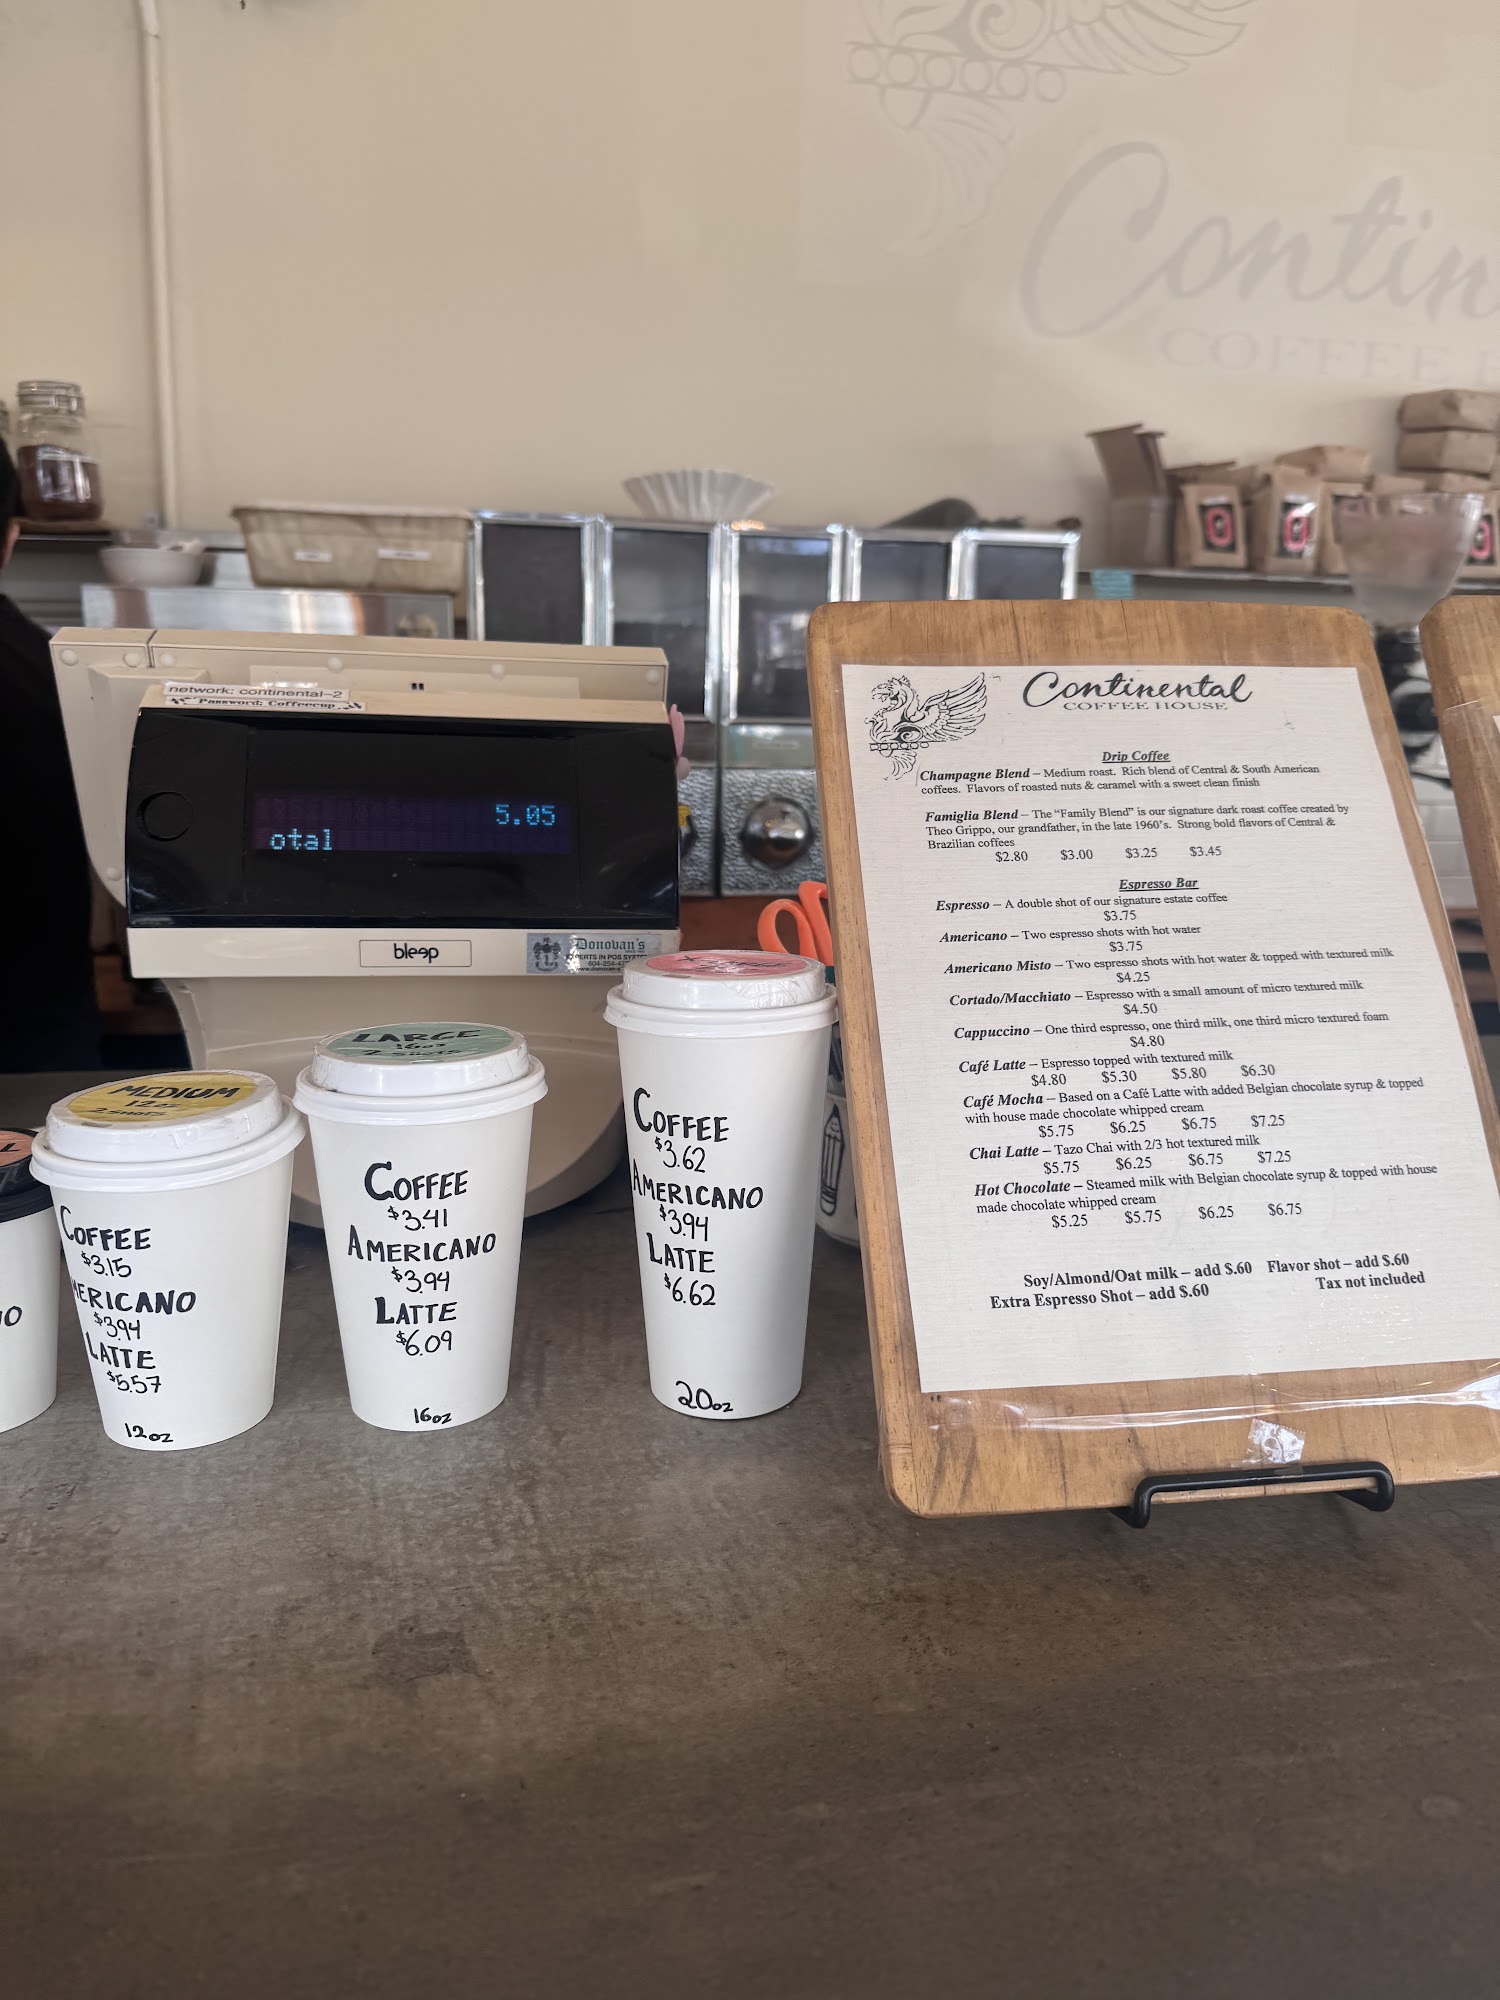 Contin
COFFEE H
network: continental-2
Password: Coffeecup
5.05
otal
bleep
Donovan's
EXPERTS IN POS SYSTE
MEDIUM
12oz
2 SHOTS
COFFEE
$3.15
MERICANO
$3.94
LATTE
$5.57
12oz
LARGE
16oz
2 SHOTS
COFFEE
$3.41
AMERICANO
$3.94
LATTE
$6.09
16oz
COFFEE
$3.62
AMERICANO
$3.94
LATTE
$6.62
20oz
Continental
COFFEE HOUSE
Drip Coffee
Champagne Blend – Medium roast. Rich blend of Central & South American
coffees. Flavors of roasted nuts & caramel with a sweet clean finish
Famiglia Blend – The “Family Blend” is our signature dark roast coffee created by
Theo Grippo, our grandfather, in the late 1960’s. Strong bold flavors of Central &
Brazilian coffees
$2.80 $3.00 $3.25 $3.45
Espresso Bar
Espresso – A double shot of our signature estate coffee
$3.75
Americano – Two espresso shots with hot water
$3.75
Americano Misto – Two espresso shots with hot water & topped with textured milk
$4.25
Cortado/Macchiato – Espresso with a small amount of micro textured milk
$4.50
Cappuccino – One third espresso, one third milk, one third micro textured foam
$4.80
Café Latte – Espresso topped with textured milk
$4.80 $5.30 $5.80 $6.30
Café Mocha – Based on a Café Latte with added Belgian chocolate syrup & topped
with house made chocolate whipped cream
$5.75 $6.25 $6.75 $7.25
Chai Latte – Tazo Chai with 2/3 hot textured milk
$5.75 $6.25 $6.75 $7.25
Hot Chocolate – Steamed milk with Belgian chocolate syrup & topped with house
made chocolate whipped cream
$5.25 $5.75 $6.25 $6.75
Soy/Almond/Oat milk – add $.60 Flavor shot – add $.60
Extra Espresso Shot – add $.60 Tax not included